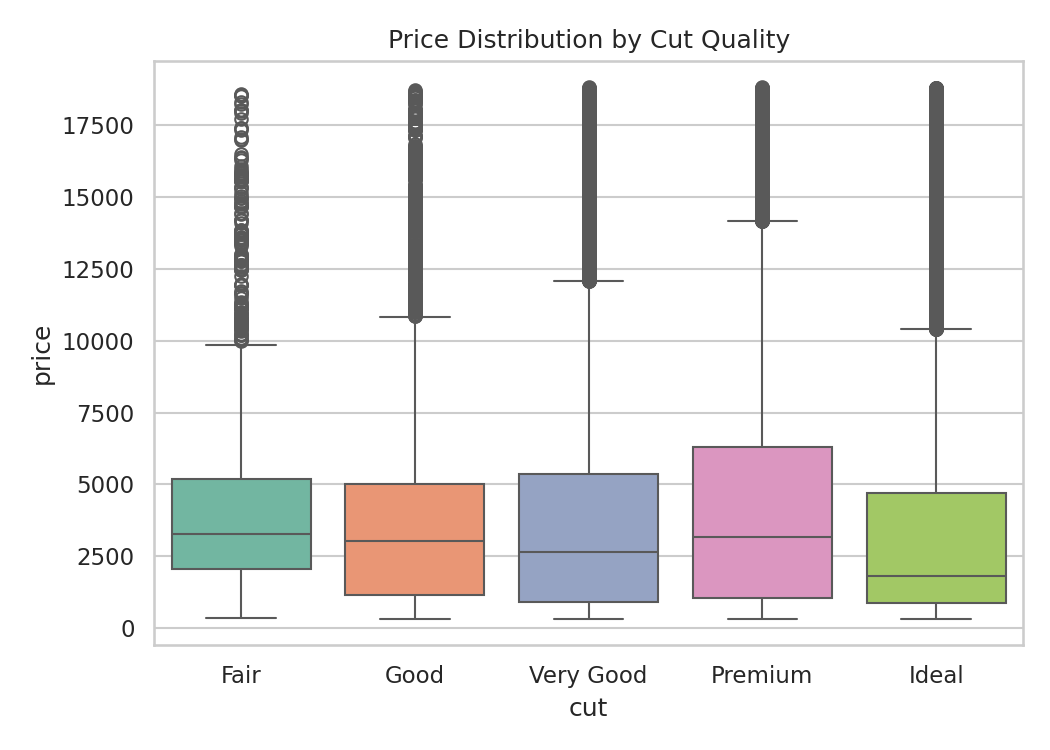 Price Distribution by Cut Quality
price
17500
15000
12500
10000
7500
5000
2500
0
Fair Good Very Good Premium Ideal
cut